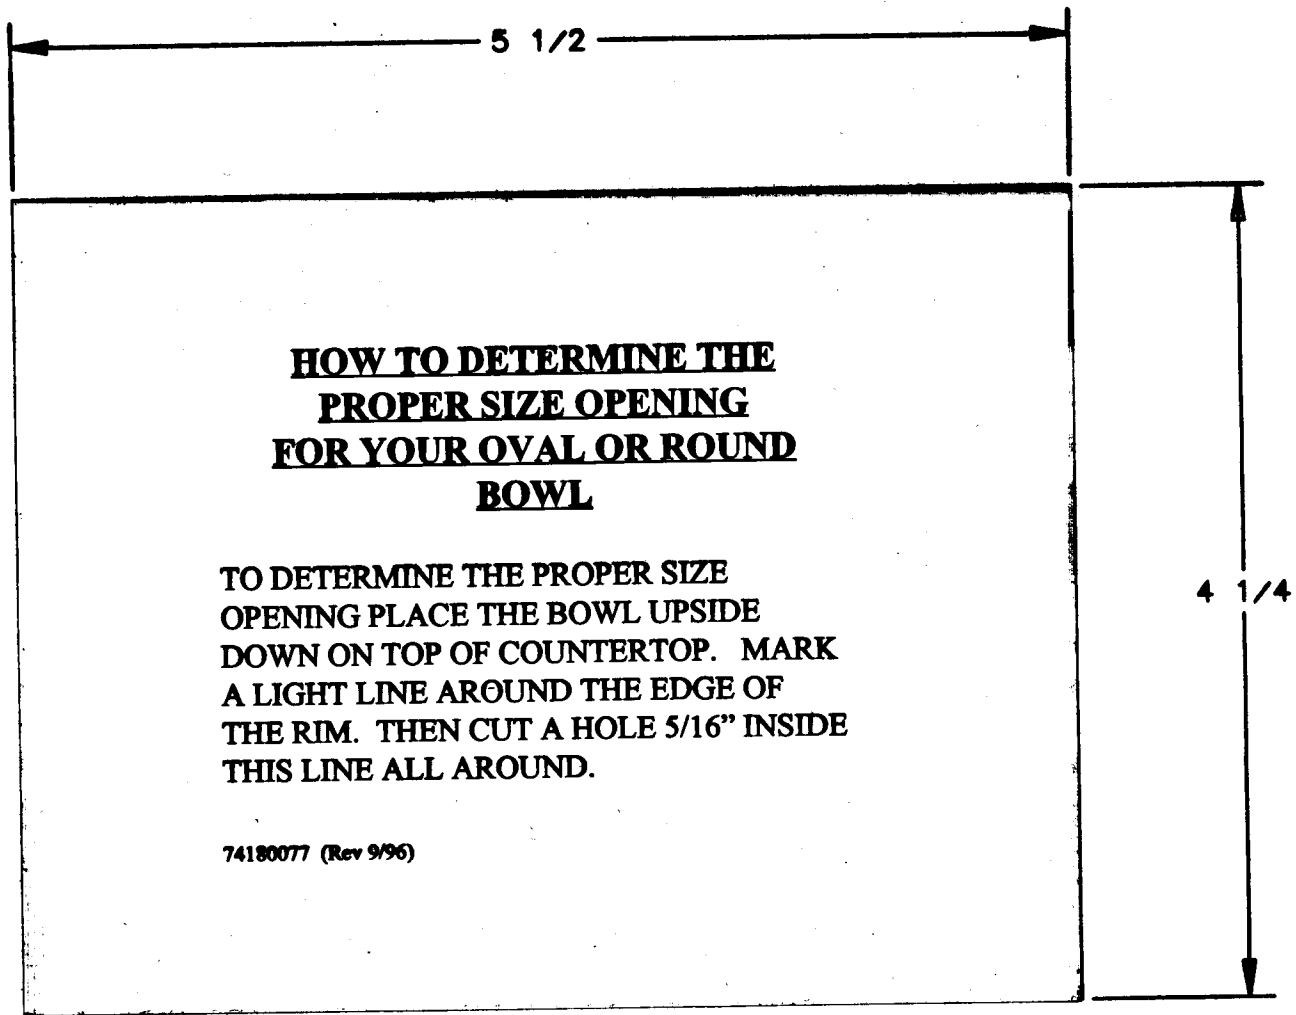 5 1/2
HOW TO DETERMINE THE
PROPER SIZE OPENING
FOR YOUR OVAL OR ROUND
BOWL
TO DETERMINE THE PROPER SIZE
OPENING PLACE THE BOWL UPSIDE
DOWN ON TOP OF COUNTERTOP.   MARK
A LIGHT LINE AROUND THE EDGE OF
THE RIM.  THEN CUT A HOLE 5/16” INSIDE
THIS LINE ALL AROUND.
74180077 (Rev 9/96)
4 1/4